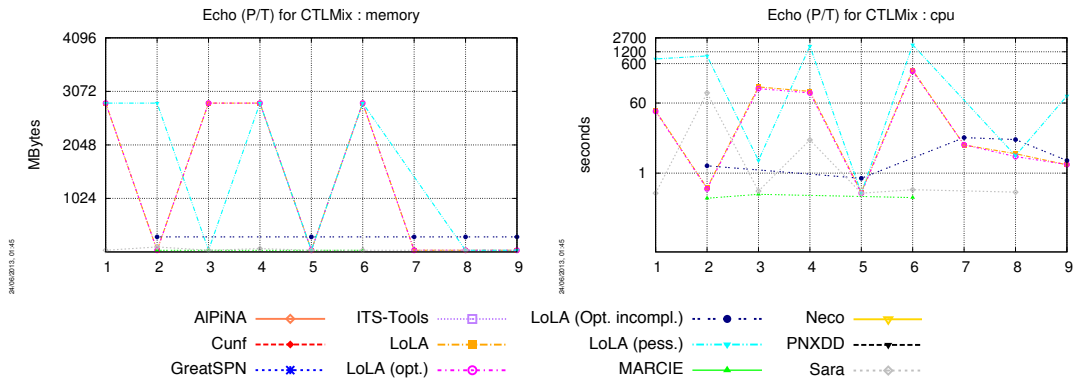 Echo (P/T) for CTLMix : memory
4096
3072
2048
1024
MBytes
1 2 3 4 5 6 7 8 9
24/06/2013, 01:45
Echo (P/T) for CTLMix : cpu
2700
1200
600
60
1
seconds
1 2 3 4 5 6 7 8 9
24/06/2013, 01:45
AlPiNA
Cunf
GreatSPN
ITS-Tools
LoLA
LoLA (opt.)
LoLA (Opt. incompl.)
LoLA (pess.)
MARCIE
Neco
PNXDD
Sara